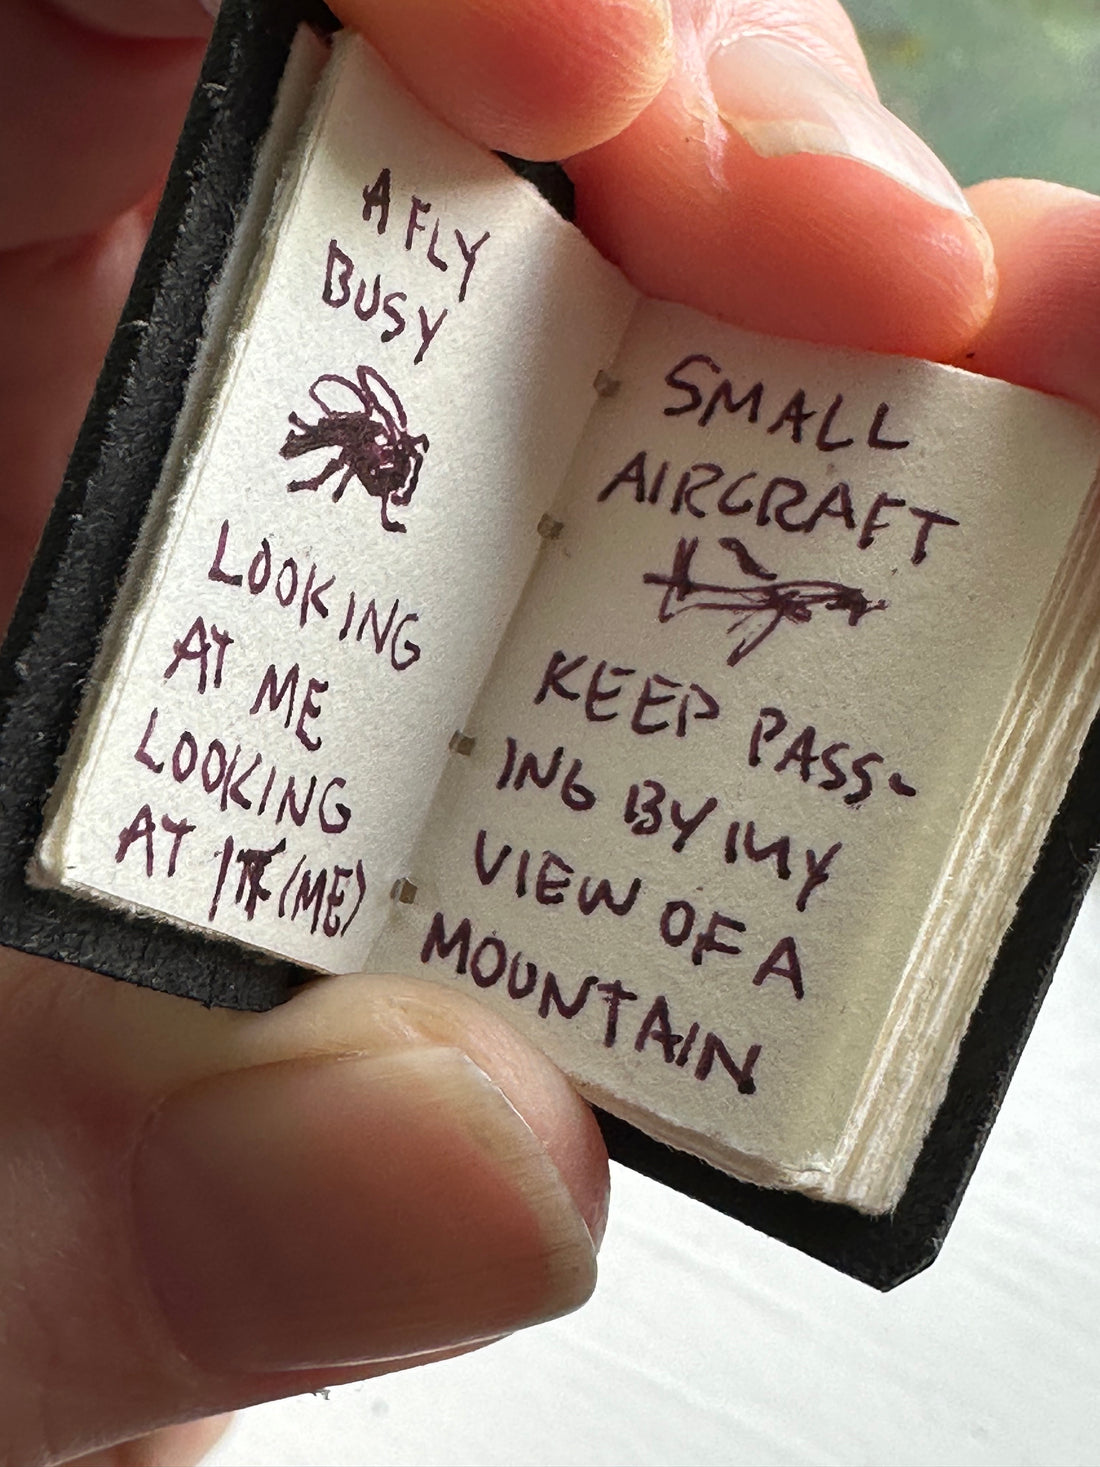 A FLY
BUSY
LOOKING
AT ME
LOOKING
AT IT (ME)
SMALL
AIRCRAFT
KEEP PASS-
ING BY MY
VIEW OF A
MOUNTAIN